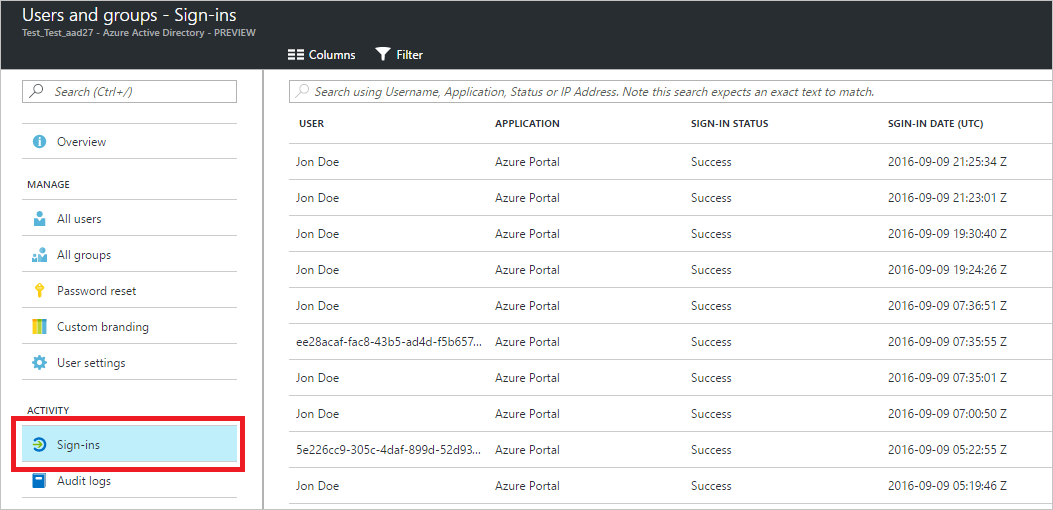 Users and groups - Sign-ins
Test_Test_aad27 - Azure Active Directory - PREVIEW
Columns Filter
Search (Ctrl+/)
Overview
MANAGE
All users
All groups
Password reset
Custom branding
User settings
ACTIVITY
Sign-ins
Audit logs
Search using Username, Application, Status or IP Address. Note this search expects an exact text to match.
USER APPLICATION SIGN-IN STATUS SGIN-IN DATE (UTC)
Jon Doe Azure Portal Success 2016-09-09 21:25:34 Z
Jon Doe Azure Portal Success 2016-09-09 21:23:01 Z
Jon Doe Azure Portal Success 2016-09-09 19:30:40 Z
Jon Doe Azure Portal Success 2016-09-09 19:24:26 Z
Jon Doe Azure Portal Success 2016-09-09 07:36:51 Z
ee28acaf-fac8-43b5-ad4d-f5b657... Azure Portal Success 2016-09-09 07:35:55 Z
Jon Doe Azure Portal Success 2016-09-09 07:35:01 Z
Jon Doe Azure Portal Success 2016-09-09 07:00:50 Z
5e226cc9-305c-4daf-899d-52d93... Azure Portal Success 2016-09-09 05:22:55 Z
Jon Doe Azure Portal Success 2016-09-09 05:19:46 Z